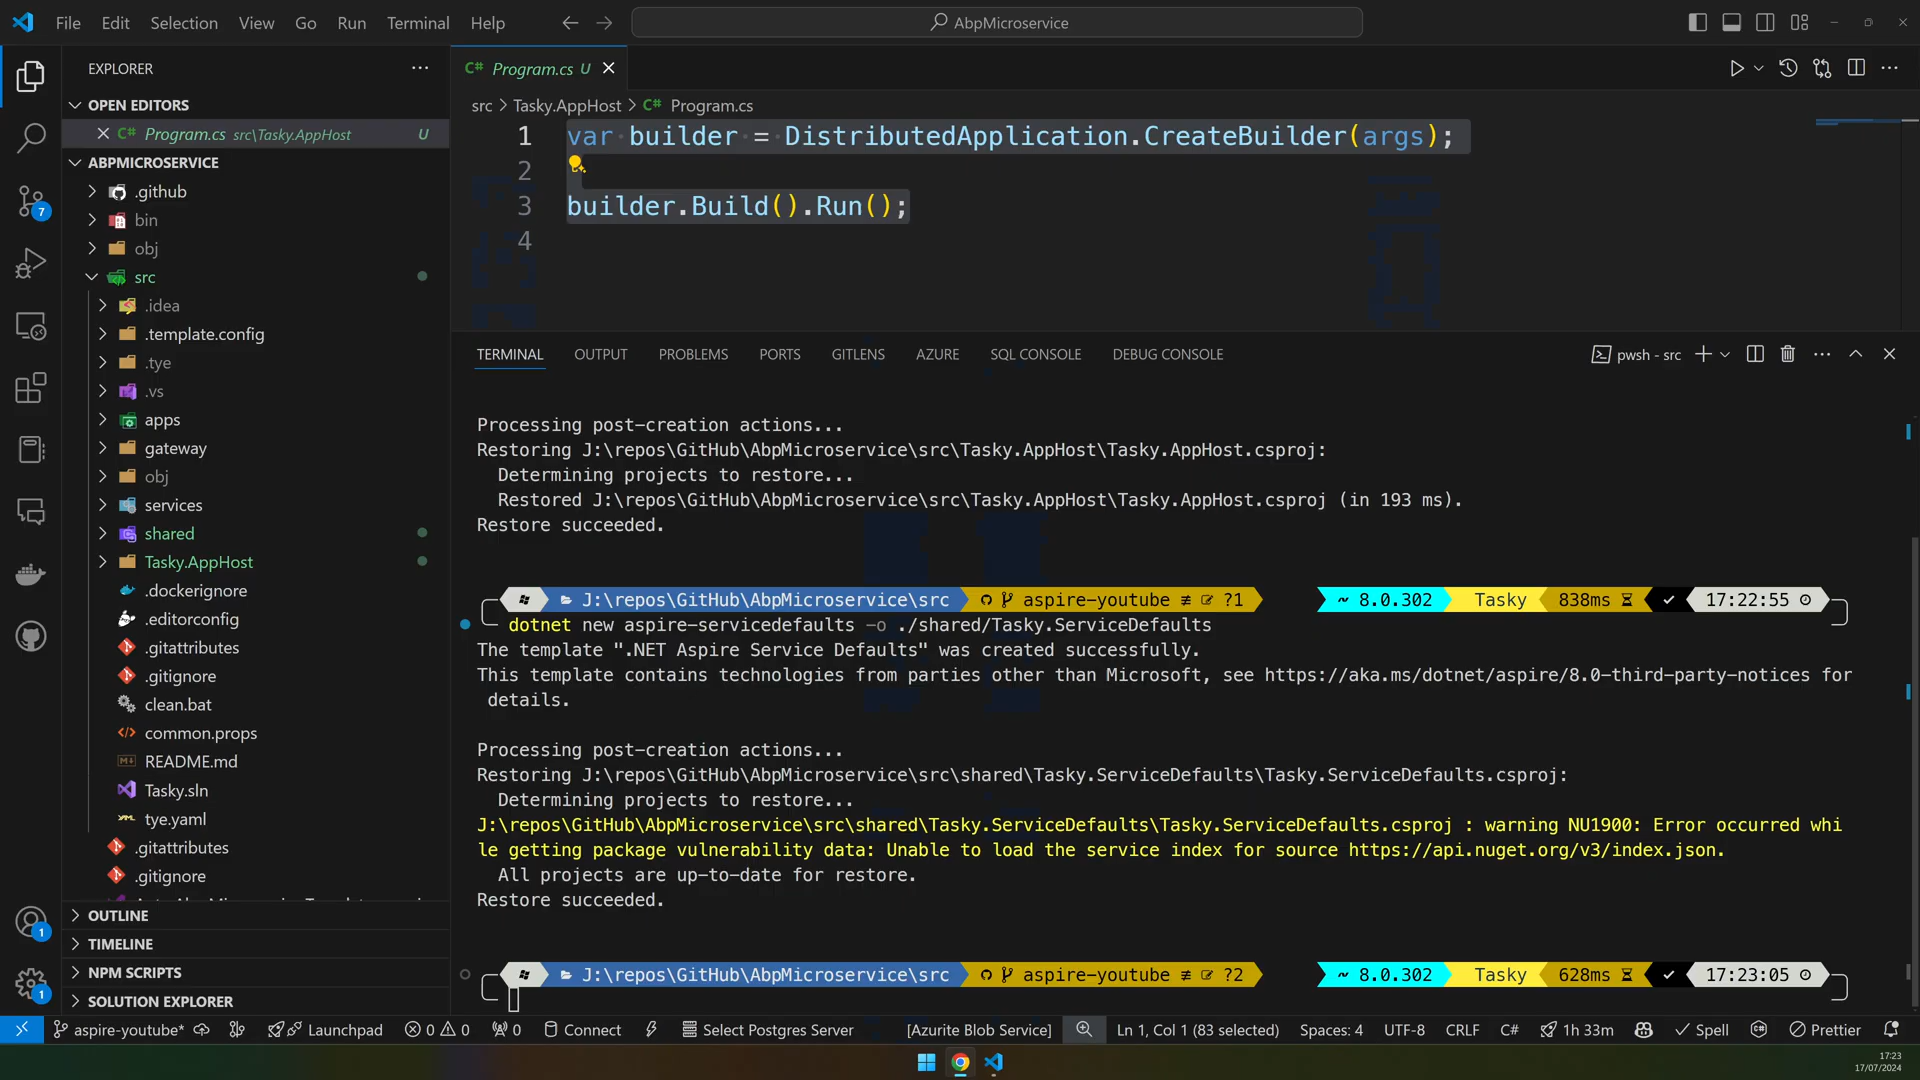 File Edit Selection View Go Run Terminal Help
AbpMicroservice
EXPLORER
OPEN EDITORS
Program.cs src\Tasky.AppHost U
ABPMICROSERVICE
.github
bin
obj
src
.idea
.template.config
.tye
.vs
apps
gateway
obj
services
shared
Tasky.AppHost
.dockerignore
.editorconfig
.gitattributes
.gitignore
clean.bat
common.props
README.md
Tasky.sln
tye.yaml
.gitattributes
.gitignore
OUTLINE
TIMELINE
NPM SCRIPTS
SOLUTION EXPLORER
7
1
1
C# Program.cs U
src > Tasky.AppHost > C# Program.cs
1 var builder = DistributedApplication.CreateBuilder(args);
2
3 builder.Build().Run();
4
TERMINAL OUTPUT PROBLEMS PORTS GITLENS AZURE SQL CONSOLE DEBUG CONSOLE
pwsh - src
Processing post-creation actions...
Restoring J:\repos\GitHub\AbpMicroservice\src\Tasky.AppHost\Tasky.AppHost.csproj:
Determining projects to restore...
Restored J:\repos\GitHub\AbpMicroservice\src\Tasky.AppHost\Tasky.AppHost.csproj (in 193 ms).
Restore succeeded.
J:\repos\GitHub\AbpMicroservice\src aspire-youtube ≢ ?1 ~ 8.0.302 Tasky 838ms 17:22:55
dotnet new aspire-servicedefaults -o ./shared/Tasky.ServiceDefaults
The template ".NET Aspire Service Defaults" was created successfully.
This template contains technologies from parties other than Microsoft, see https://aka.ms/dotnet/aspire/8.0-third-party-notices for
details.
Processing post-creation actions...
Restoring J:\repos\GitHub\AbpMicroservice\src\shared\Tasky.ServiceDefaults\Tasky.ServiceDefaults.csproj:
Determining projects to restore...
J:\repos\GitHub\AbpMicroservice\src\shared\Tasky.ServiceDefaults\Tasky.ServiceDefaults.csproj : warning NU1900: Error occurred whi
le getting package vulnerability data: Unable to load the service index for source https://api.nuget.org/v3/index.json.
All projects are up-to-date for restore.
Restore succeeded.
J:\repos\GitHub\AbpMicroservice\src aspire-youtube ≢ ?2 ~ 8.0.302 Tasky 628ms 17:23:05
aspire-youtube* Launchpad 0 0 0 Connect Select Postgres Server [Azurite Blob Service] Ln 1, Col 1 (83 selected) Spaces: 4 UTF-8 CRLF C# 1h 33m Spell Prettier
17:23
17/07/2024